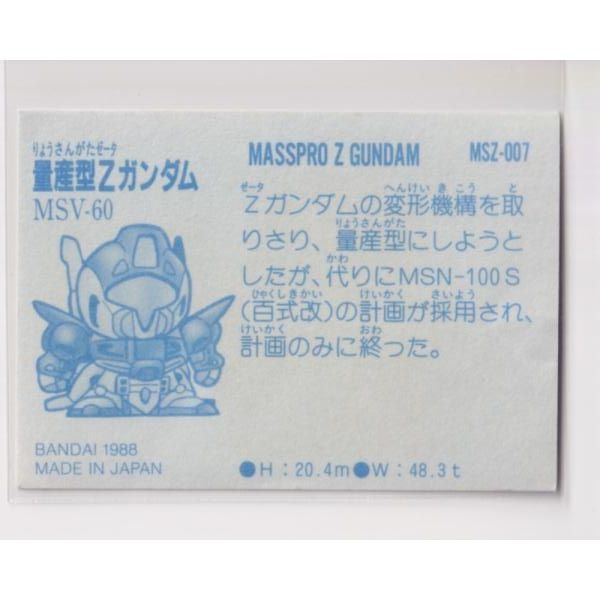 りょうさんがたゼータ
量産型Zガンダム
MSV-60
MASSPRO Z GUNDAM MSZ-007
ゼータ へんけい き こう と
Zガンダムの変形機構を取
りょうさんがた
りさり、量産型にしようと
かわ
したが、代りにMSN-100S
ひゃくしきかい けいかく さいよう
(百式改)の計画が採用され、
けいかく おわ
計画のみに終った。
BANDAI 1988
MADE IN JAPAN
●H:20.4m●W:48.3t